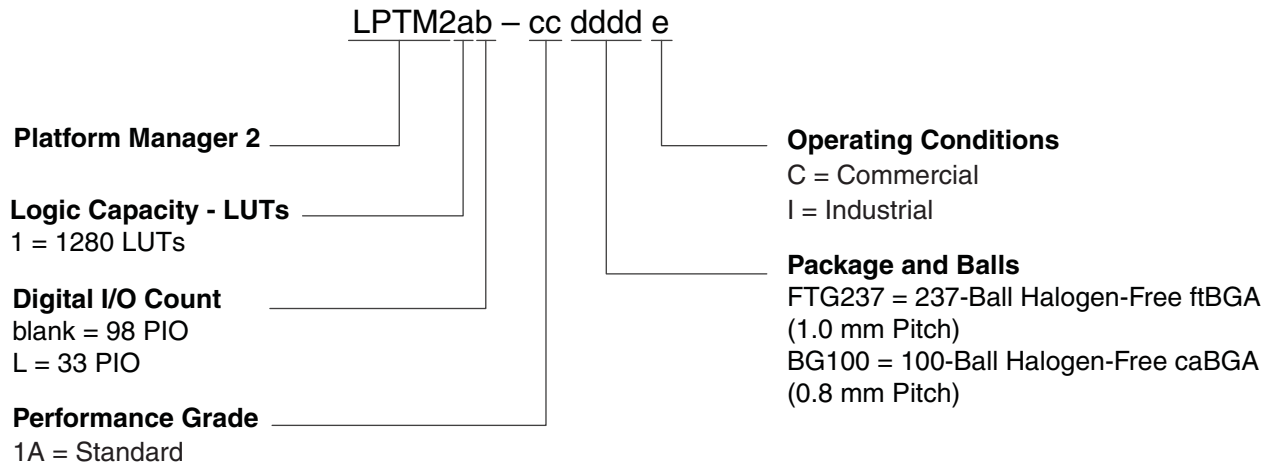 LPTM2ab – cc dddd e
Platform Manager 2
Logic Capacity - LUTs
1 = 1280 LUTs
Digital I/O Count
blank = 98 PIO
L = 33 PIO
Performance Grade
1A = Standard
Operating Conditions
C = Commercial
I = Industrial
Package and Balls
FTG237 = 237-Ball Halogen-Free ftBGA
(1.0 mm Pitch)
BG100 = 100-Ball Halogen-Free caBGA
(0.8 mm Pitch)